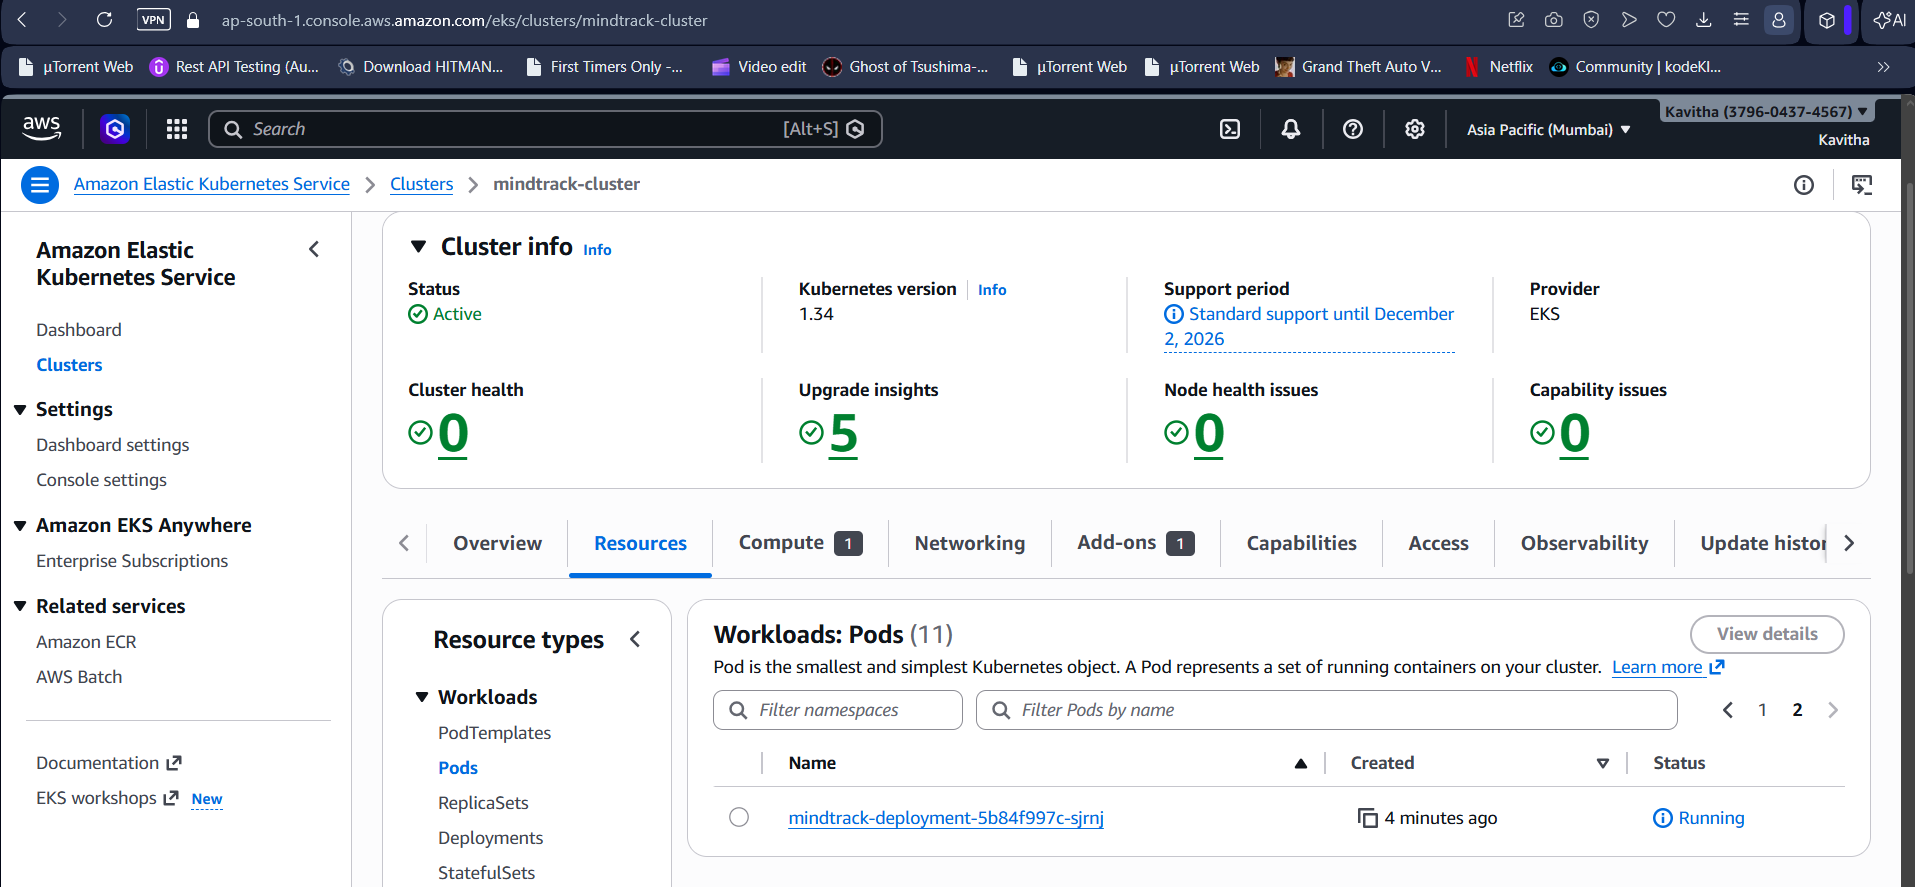 VPN
ap-south-1.console.aws.amazon.com/eks/clusters/mindtrack-cluster
AI
µTorrent Web
Rest API Testing (Au...
Download HITMAN...
First Timers Only -...
Video edit
Ghost of Tsushima-...
µTorrent Web
µTorrent Web
Grand Theft Auto V...
Netflix
Community | kodeKl...
aws
Search
[Alt+S]
Asia Pacific (Mumbai)
Kavitha (3796-0437-4567)
Kavitha
Amazon Elastic Kubernetes Service
Clusters
mindtrack-cluster
Amazon Elastic
Kubernetes Service
Dashboard
Clusters
Settings
Dashboard settings
Console settings
Amazon EKS Anywhere
Enterprise Subscriptions
Related services
Amazon ECR
AWS Batch
Documentation
EKS workshops New
Cluster info Info
Status
Active
Kubernetes version Info
1.34
Support period
Standard support until December
2, 2026
Provider
EKS
Cluster health
0
Upgrade insights
5
Node health issues
0
Capability issues
0
Overview
Resources
Compute 1
Networking
Add-ons 1
Capabilities
Access
Observability
Update histor
Resource types
Workloads
PodTemplates
Pods
ReplicaSets
Deployments
StatefulSets
Workloads: Pods (11)
View details
Pod is the smallest and simplest Kubernetes object. A Pod represents a set of running containers on your cluster. Learn more
Filter namespaces
Filter Pods by name
1 2
Name Created Status
mindtrack-deployment-5b84f997c-sjrnj 4 minutes ago Running